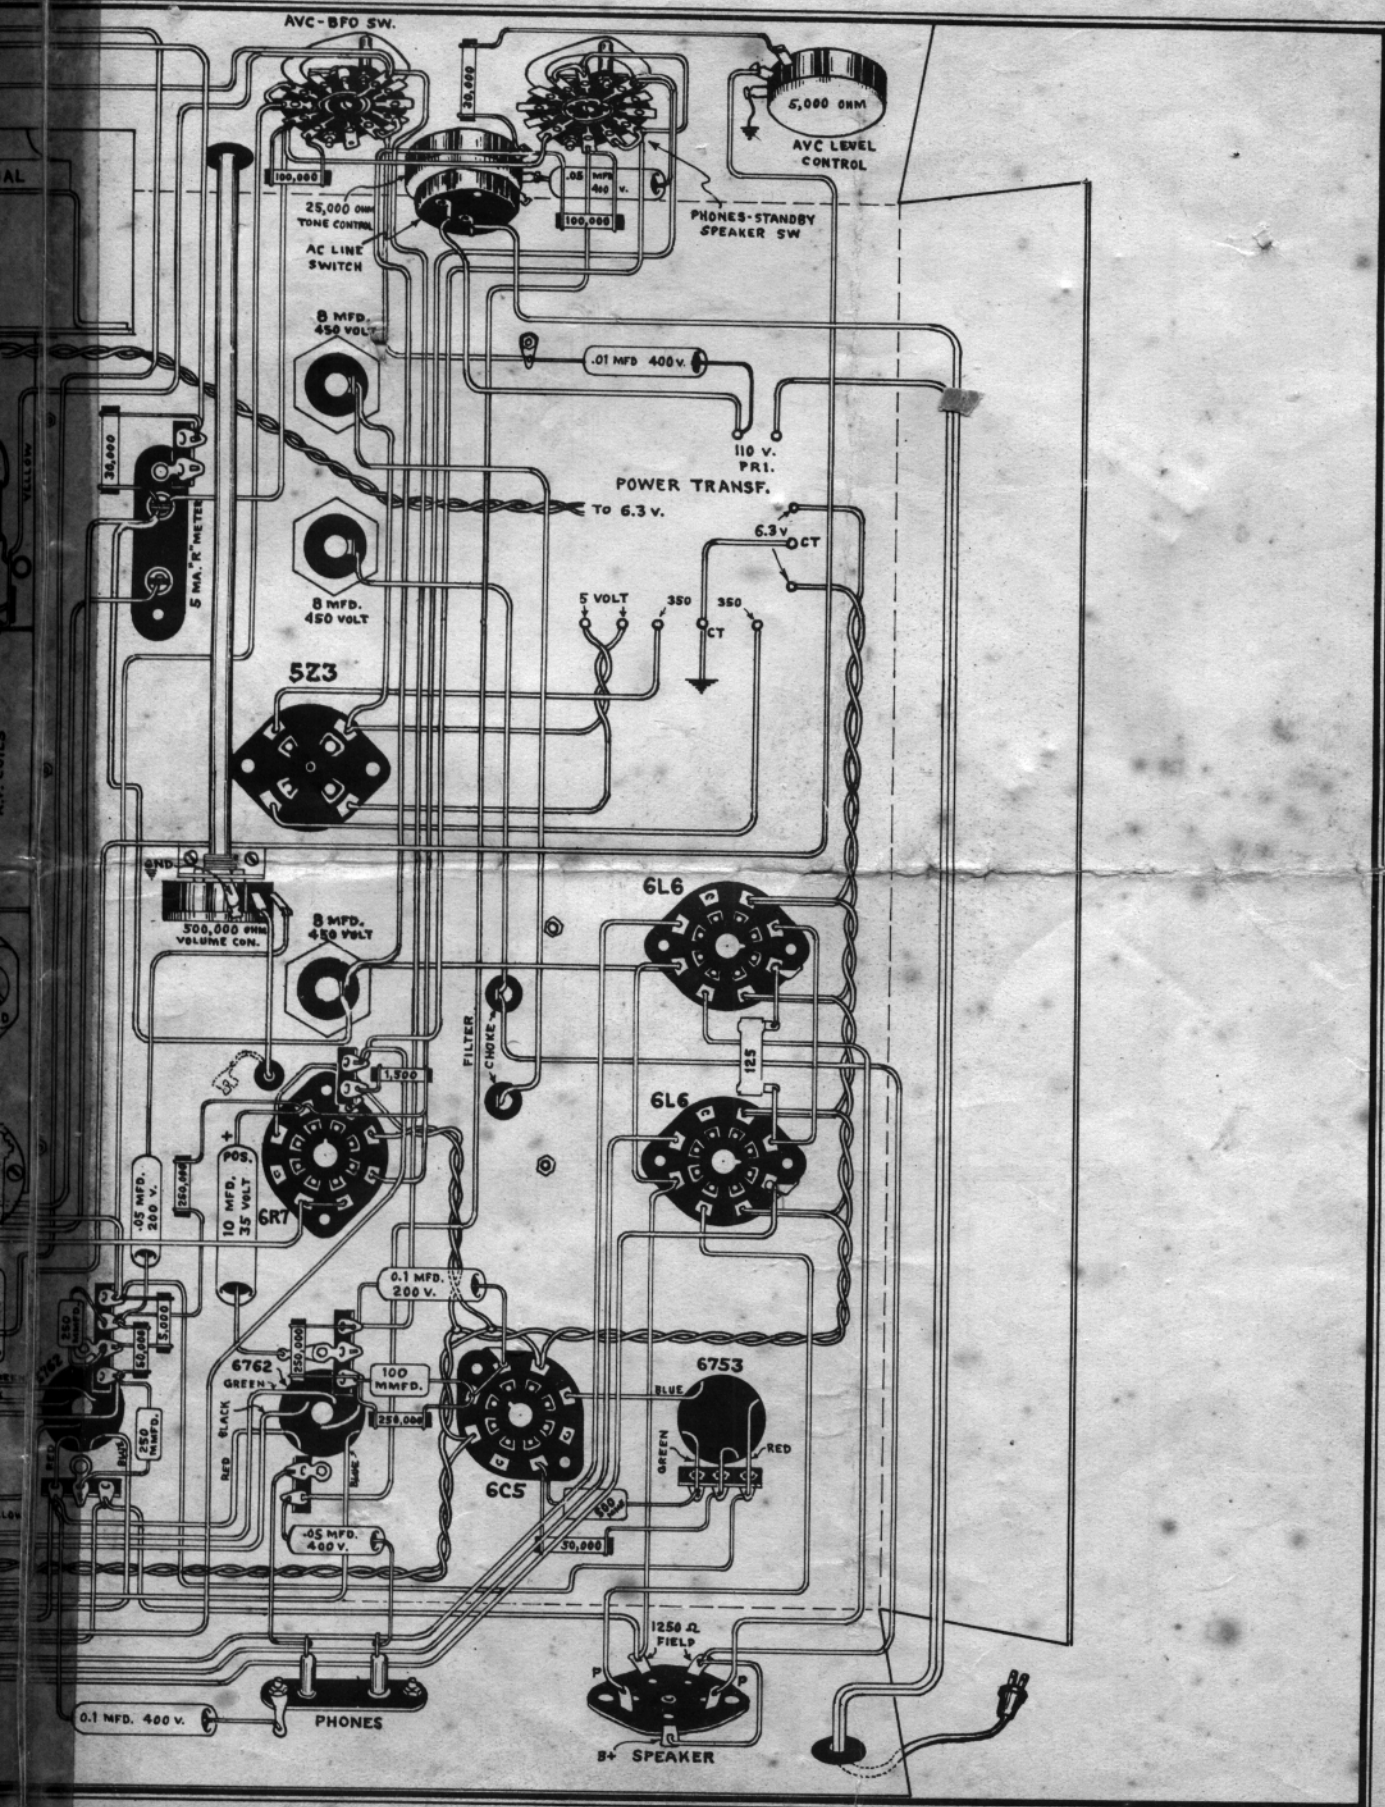 AVC-BFO SW.
30,000
5,000 OHM
AVC LEVEL
CONTROL
100,000
.05 MFD
400 V.
25,000 OHM
TONE CONTROL
100,000
PHONES-STANDBY
SPEAKER SW
AC LINE
SWITCH
8 MFD.
450 VOLT
.01 MFD 400 V.
30,000
YELLOW
110 V.
PRI.
POWER TRANSF.
TO 6.3 V.
6.3 V
CT
5 MA. "R" METER
8 MFD.
450 VOLT
5 VOLT
350
350
CT
5Z3
GND
500,000 OHM
VOLUME CON.
6L6
8 MFD.
450 VOLT
FILTER
CHOKE
125
1,500
6L6
+
POS.
10 MFD.
35 VOLT
.05 MFD.
200 V.
250,000
6R7
0.1 MFD.
200 V.
5,000
50,000
250,000
6762
GREEN
BLACK
RED
BLUE
100
MMFD.
250,000
6753
BLUE
GREEN
RED
6762
250
MMFD.
RED
BLUE
6C5
50,000
.05 MFD.
400 V.
1250 Ω
FIELD
P
P
0.1 MFD. 400 V.
PHONES
B+ SPEAKER